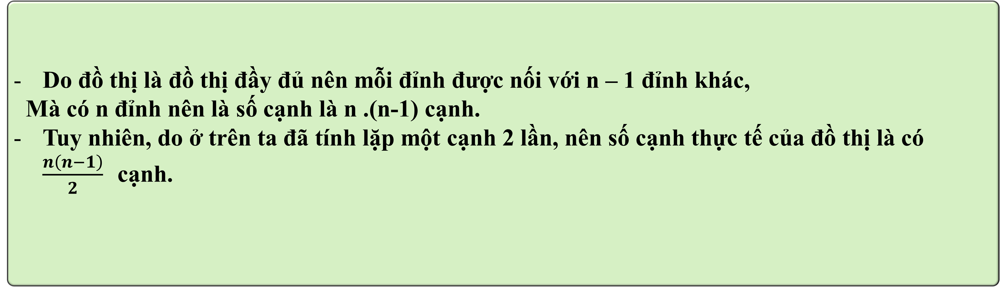 - Do đồ thị là đồ thị đầy đủ nên mỗi đỉnh được nối với n – 1 đỉnh khác,
Mà có n đỉnh nên là số cạnh là n .(n-1) cạnh.
- Tuy nhiên, do ở trên ta đã tính lặp một cạnh 2 lần, nên số cạnh thực tế của đồ thị là có
n(n−1)/2 cạnh.